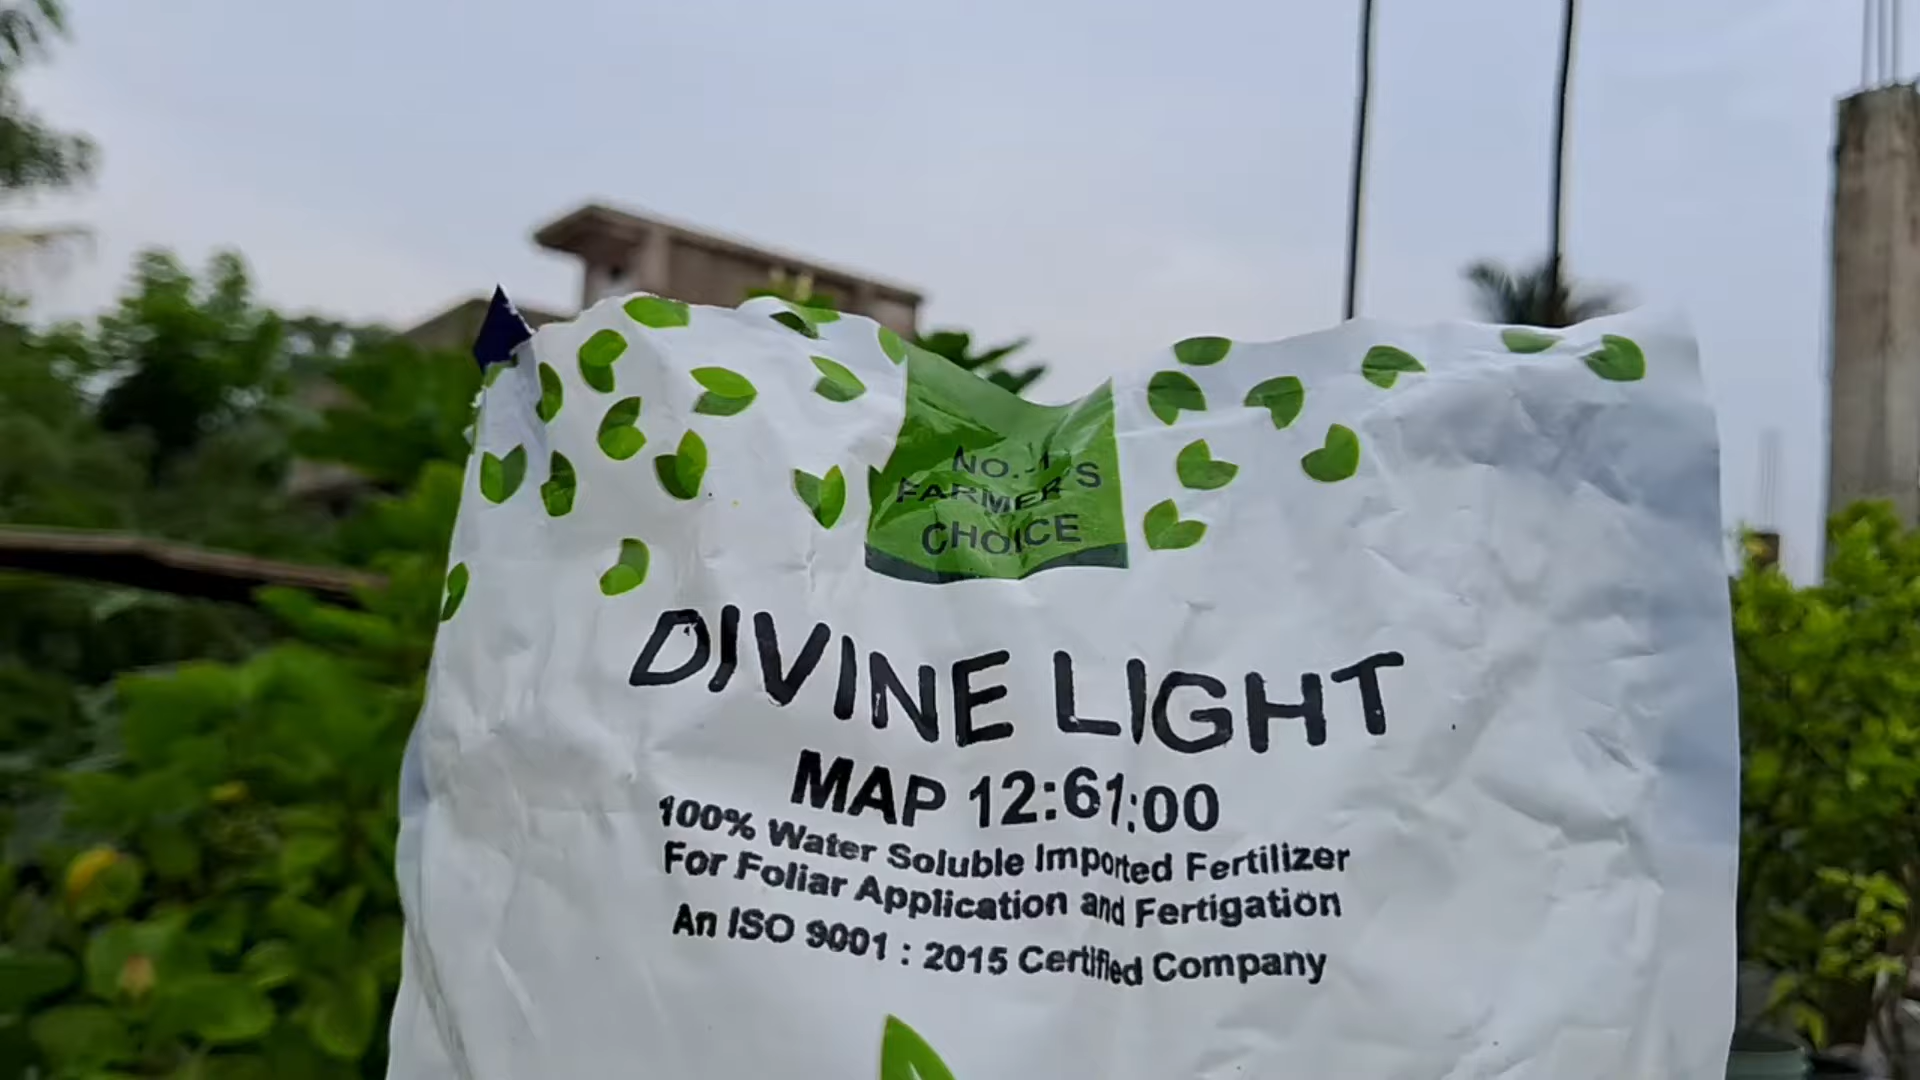 NO.-1
FARMER'S
CHOICE
DIVINE LIGHT
MAP 12:61:00
100% Water Soluble Imported Fertilizer
For Foliar Application and Fertigation
An ISO 9001 : 2015 Certified Company